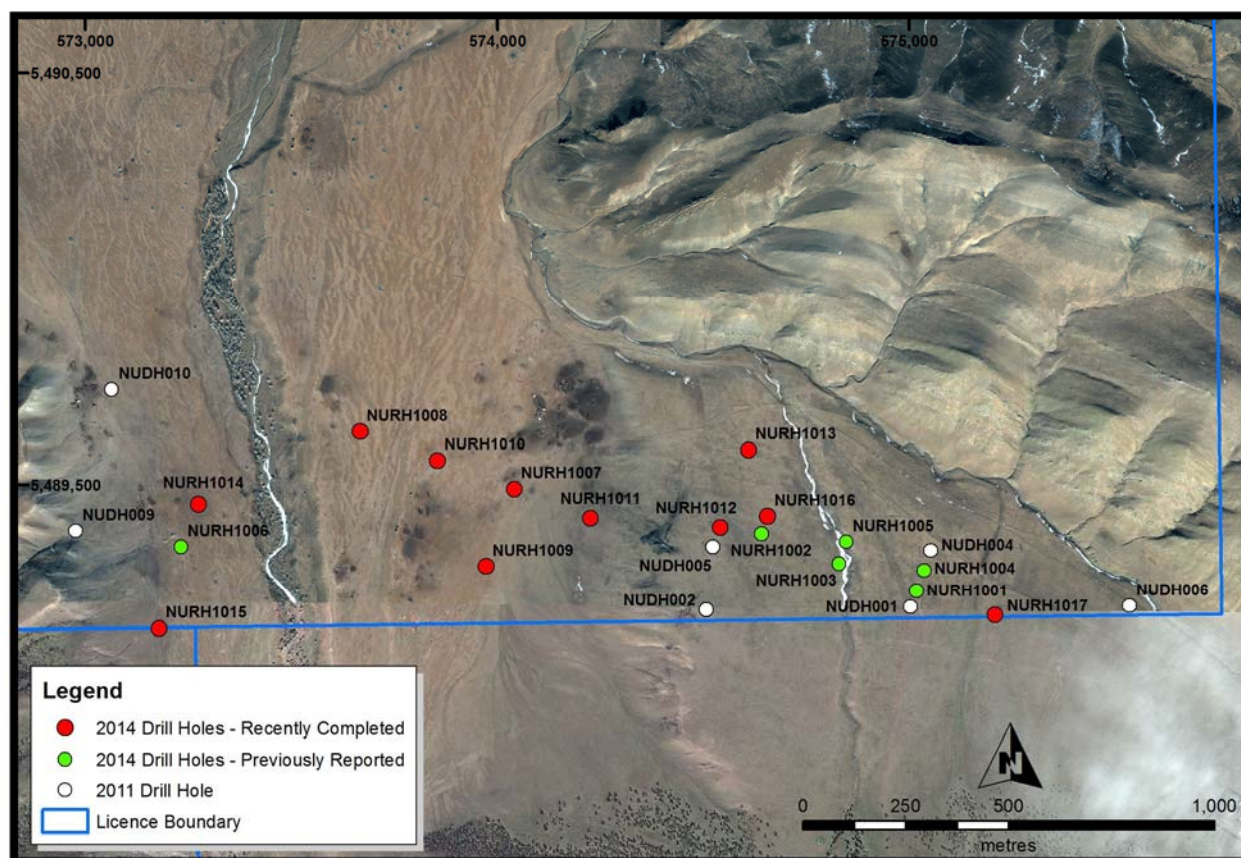 573,000
574,000
575,000
5,490,500
NUDH010
NURH1008
NURH1010
NURH1013
NURH1007
5,489,500
NURH1014
NURH1011
NURH1016
NURH1012
NUDH009
NURH1006
NURH1005
NURH1002
NUDH004
NUDH005
NURH1009
NURH1003
NURH1004
NUDH006
NURH1001
NUDH002
NUDH001
NURH1015
NURH1017
Legend
2014 Drill Holes - Recently Completed
2014 Drill Holes - Previously Reported
2011 Drill Hole
Licence Boundary
N
0 250 500 1,000
metres